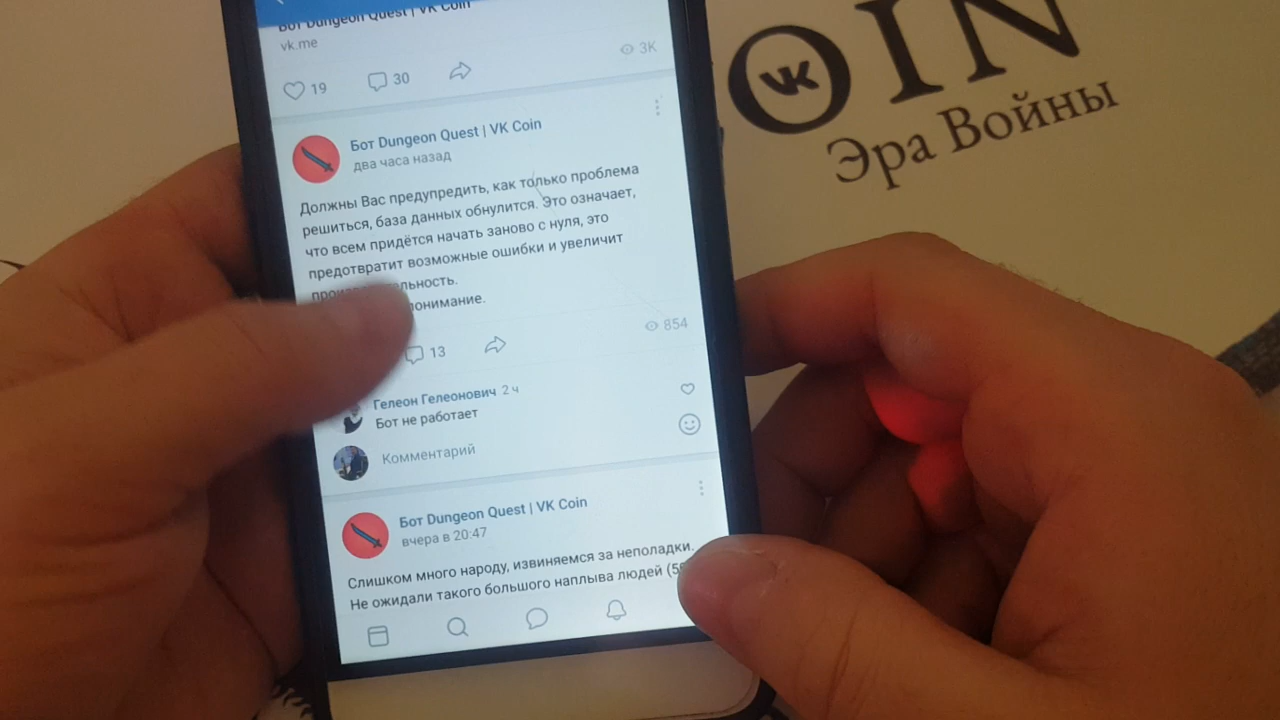 Бот Dungeon Quest | VK Coin
vk.me
19
30
3K
Бот Dungeon Quest | VK Coin
два часа назад
Должны Вас предупредить, как только проблема
решиться, база данных обнулится. Это означает,
что всем придётся начать заново с нуля, это
предотвратит возможные ошибки и увеличит
понимание.
13
854
Гелеон Гелеонович 2 ч
Бот не работает
Комментарий
Бот Dungeon Quest | VK Coin
вчера в 20:47
Слишком много народу, извиняемся за неполадки.
Не ожидали такого большого наплыва людей
OIN
VK
Эра Войны